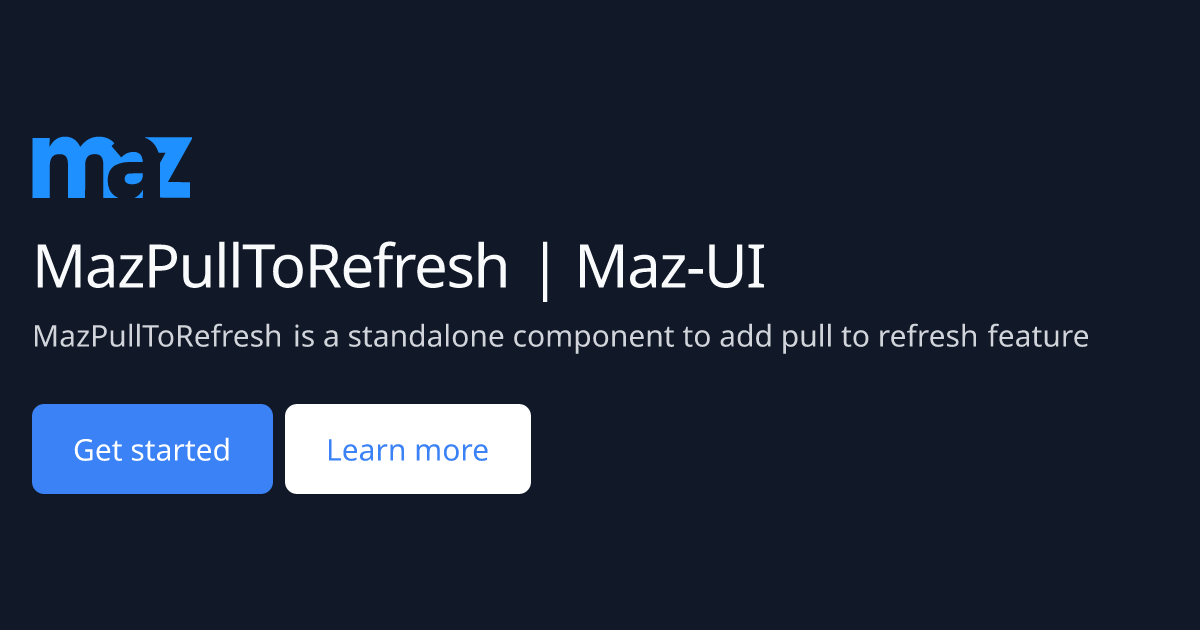 maz
MazPullToRefresh | Maz-UI
MazPullToRefresh is a standalone component to add pull to refresh feature
Get started
Learn more